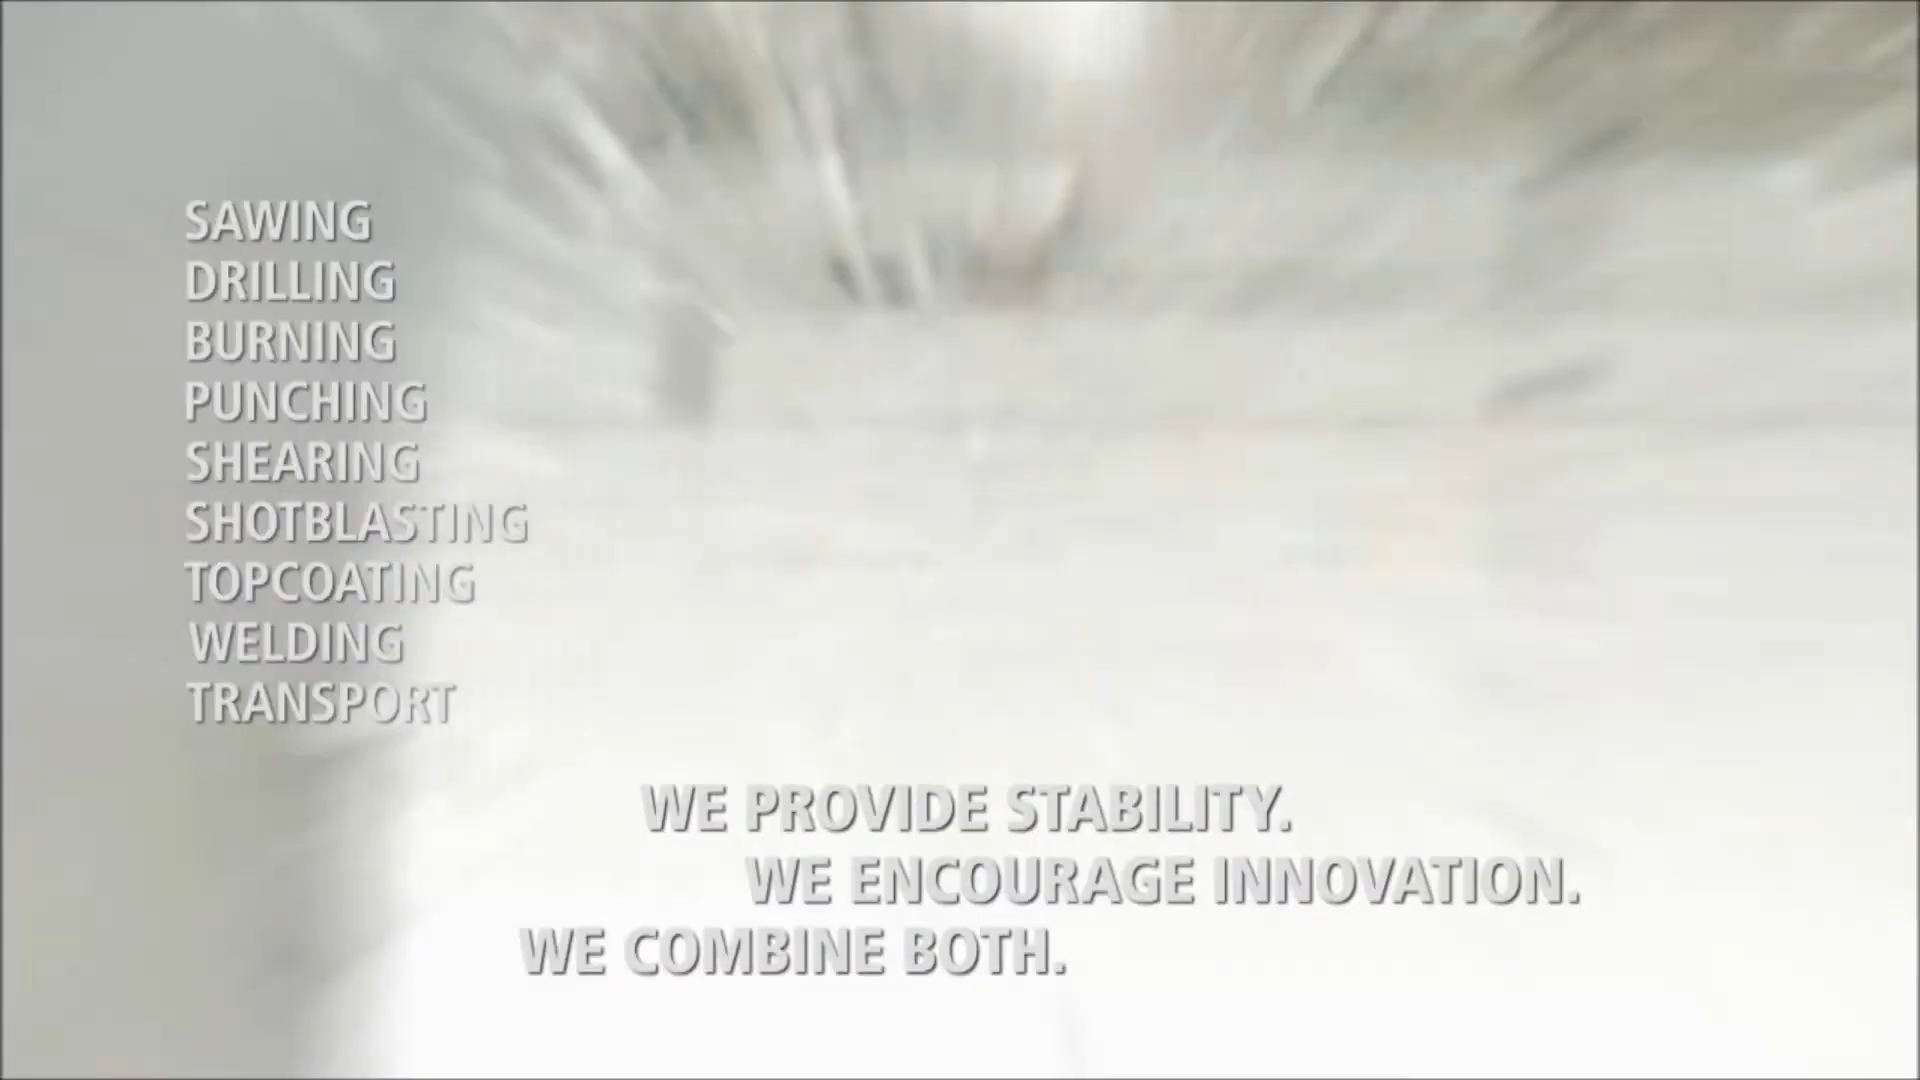 SAWING
DRILLING
BURNING
PUNCHING
SHEARING
SHOTBLASTING
TOPCOATING
WELDING
TRANSPORT
WE PROVIDE STABILITY.
WE ENCOURAGE INNOVATION.
WE COMBINE BOTH.